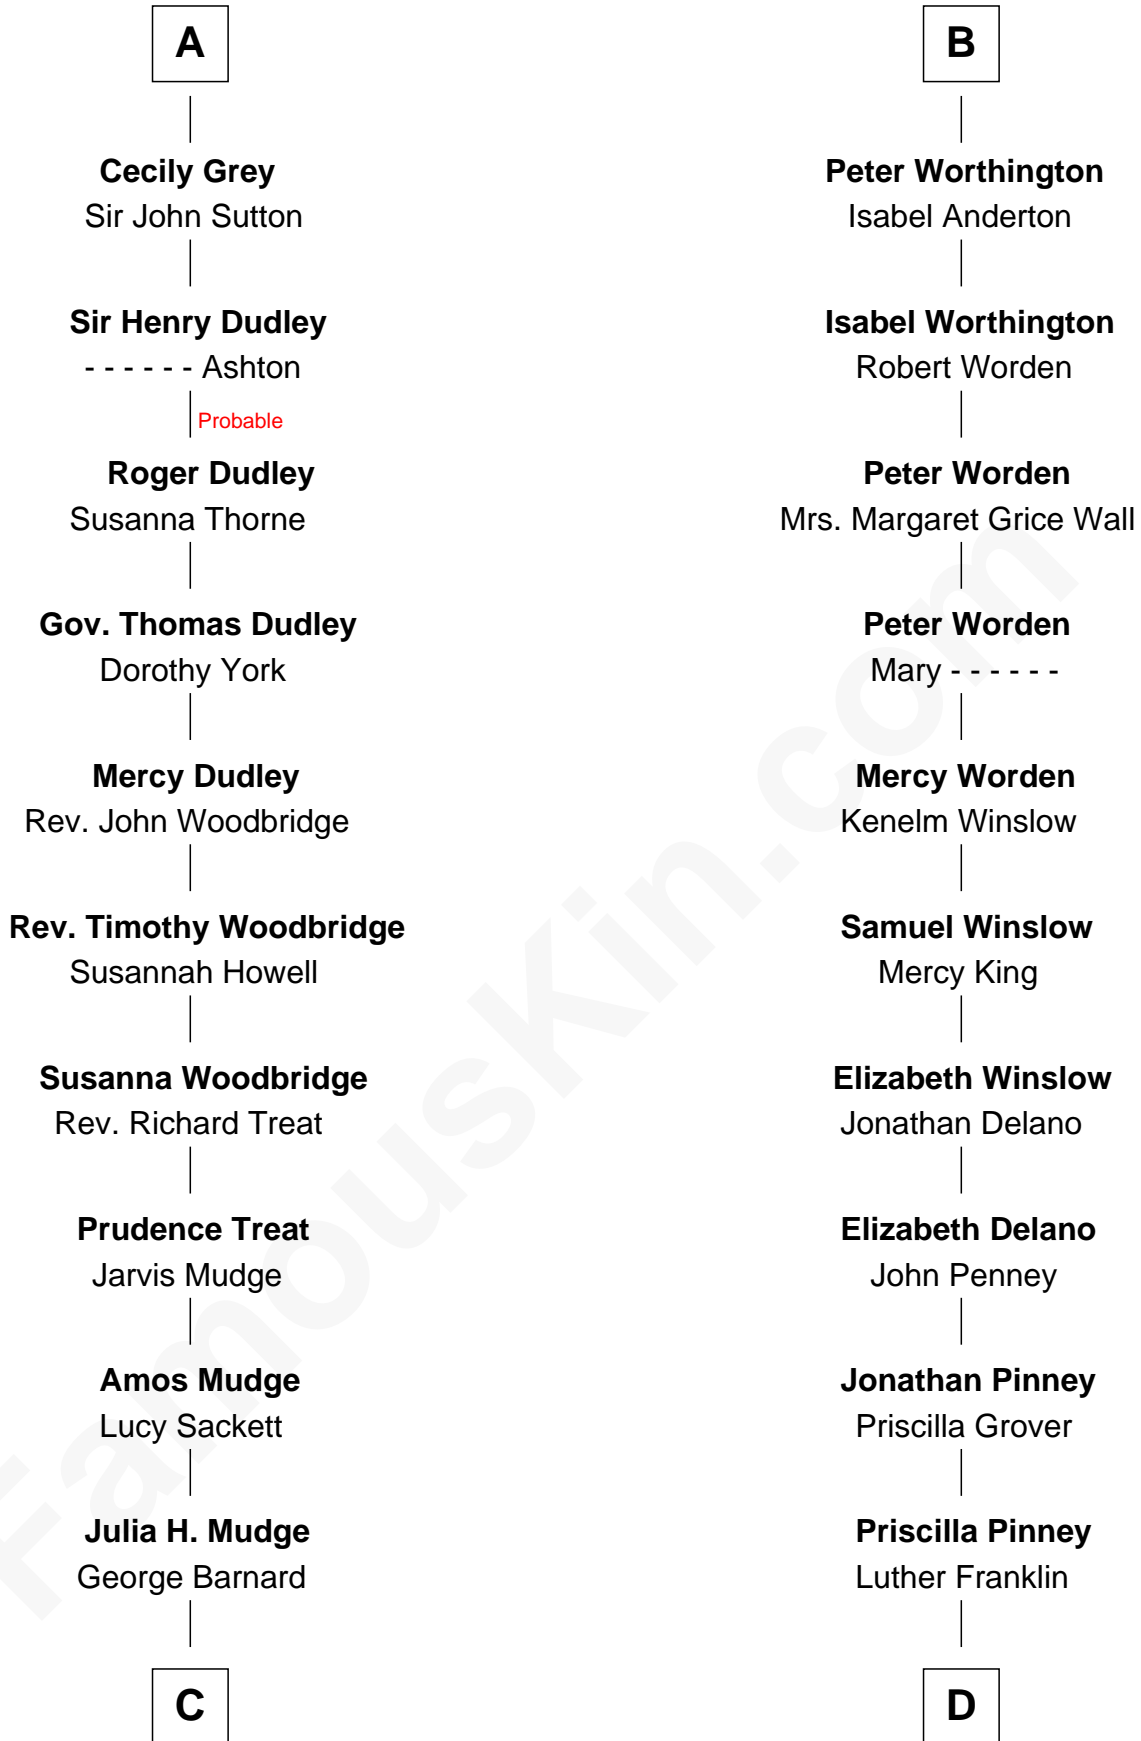 A
Cecily Grey
Sir John Sutton
Sir Henry Dudley
- - - - - - Ashton
Probable
Roger Dudley
Susanna Thorne
Gov. Thomas Dudley
Dorothy York
Mercy Dudley
Rev. John Woodbridge
Rev. Timothy Woodbridge
Susannah Howell
Susanna Woodbridge
Rev. Richard Treat
Prudence Treat
Jarvis Mudge
Amos Mudge
Lucy Sackett
Julia H. Mudge
George Barnard
C
B
Peter Worthington
Isabel Anderton
Isabel Worthington
Robert Worden
Peter Worden
Mrs. Margaret Grice Wall
Peter Worden
Mary - - - - - -
Mercy Worden
Kenelm Winslow
Samuel Winslow
Mercy King
Elizabeth Winslow
Jonathan Delano
Elizabeth Delano
John Penney
Jonathan Pinney
Priscilla Grover
Priscilla Pinney
Luther Franklin
D
FamousKin.com